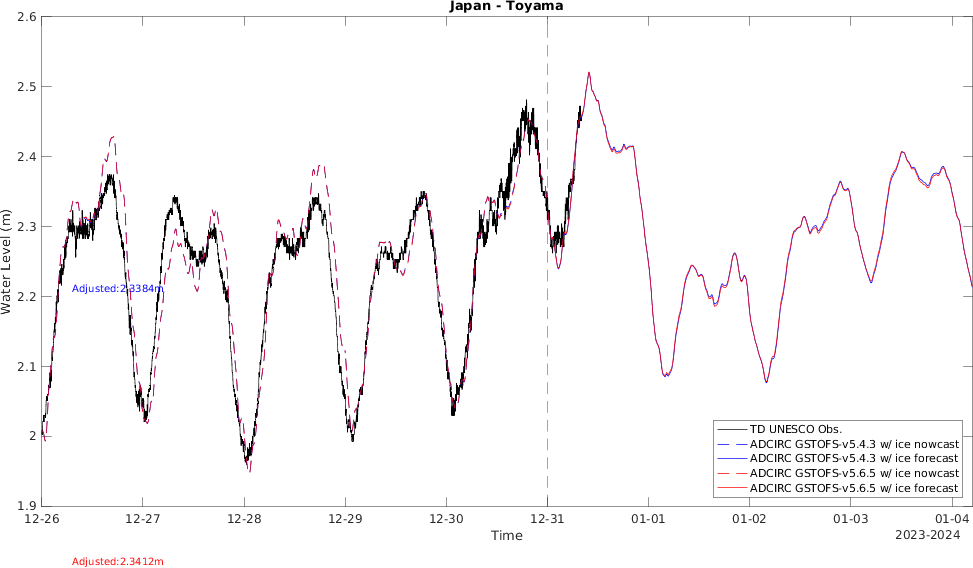 Japan - Toyama
2.6
2.5
2.4
2.3
2.2
2.1
2
1.9
Water Level (m)
Adjusted:2.3384m
TD UNESCO Obs.
ADCIRC GSTOFS-v5.4.3 w/ ice nowcast
ADCIRC GSTOFS-v5.4.3 w/ ice forecast
ADCIRC GSTOFS-v5.6.5 w/ ice nowcast
ADCIRC GSTOFS-v5.6.5 w/ ice forecast
12-26 12-27 12-28 12-29 12-30 12-31 01-01 01-02 01-03 01-04
Time
2023-2024
Adjusted:2.3412m